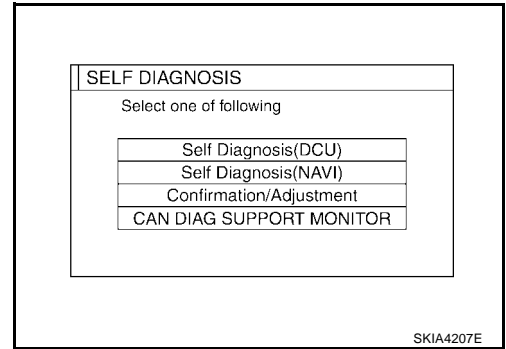 SELF DIAGNOSIS
Select one of following
Self Diagnosis(DCU)
Self Diagnosis(NAVI)
Confirmation/Adjustment
CAN DIAG SUPPORT MONITOR
SKIA4207E